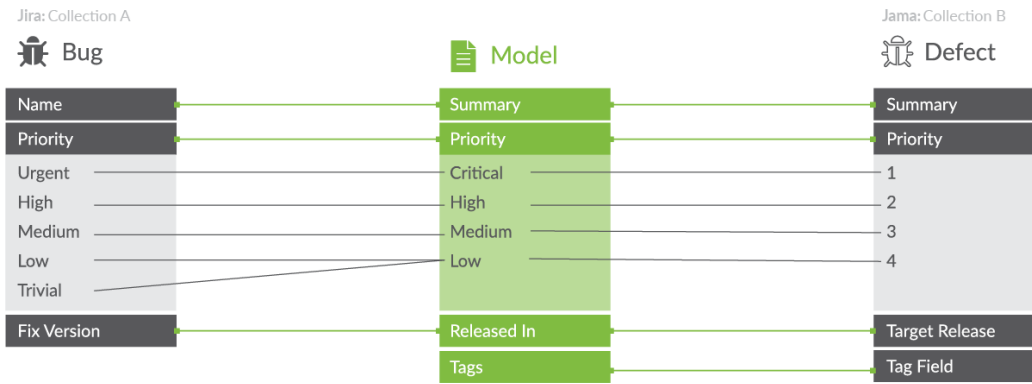 Jira: Collection A
Jama: Collection B
Bug
Model
Defect
Name
Summary
Summary
Priority
Priority
Priority
Urgent
Critical
1
High
High
2
Medium
Medium
3
Low
Low
4
Trivial
Fix Version
Released In
Target Release
Tags
Tag Field